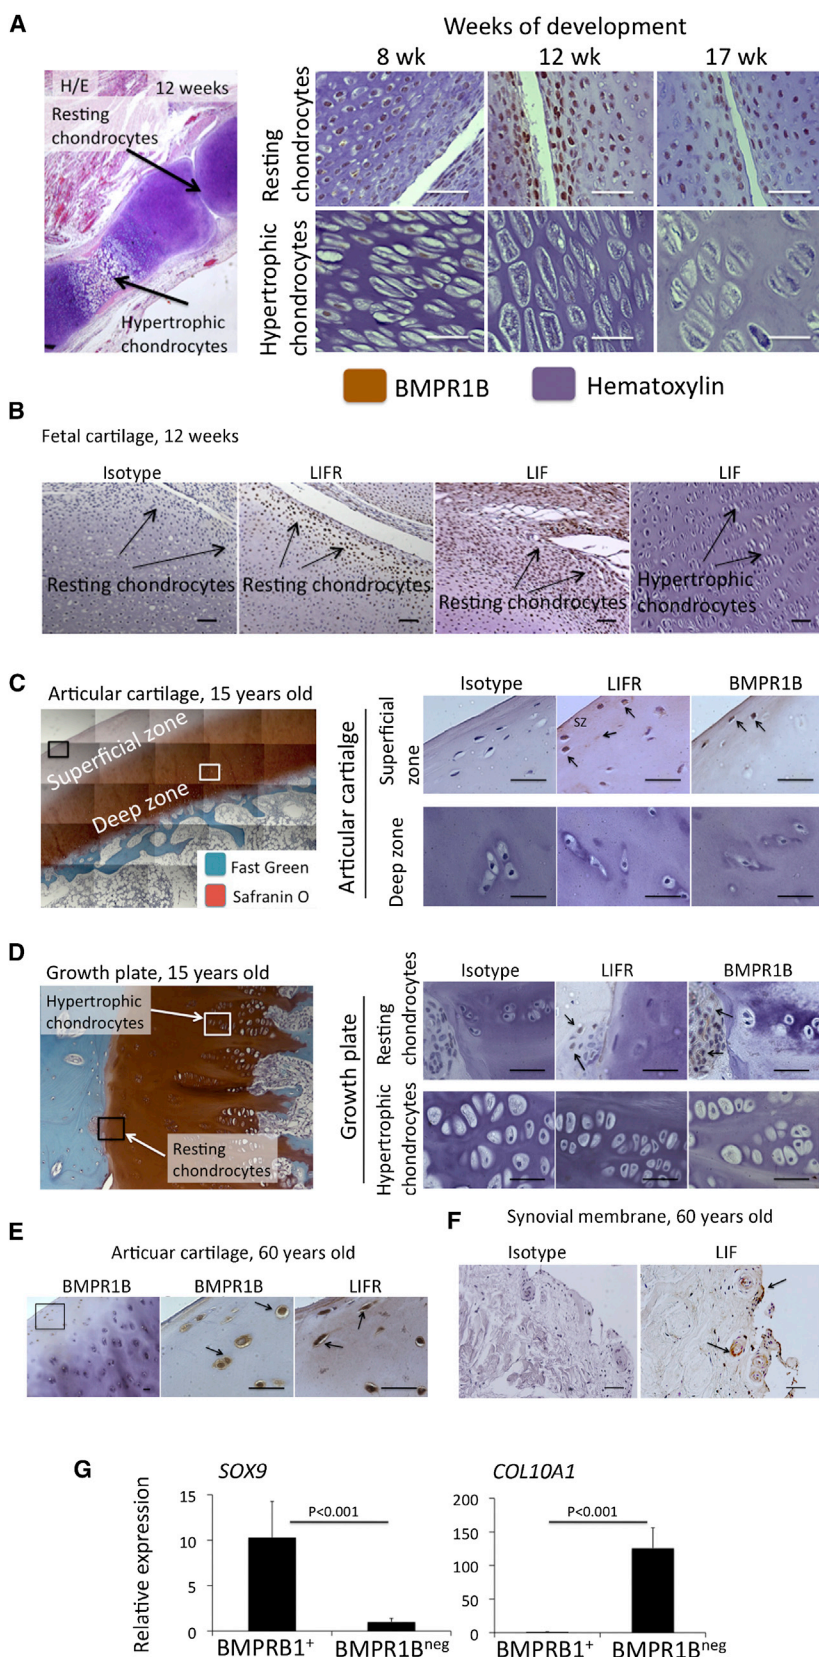 A
Weeks of development
8 wk 12 wk 17 wk
H/E 12 weeks
Resting
chondrocytes
Hypertrophic
chondrocytes
Resting
chondrocytes
Hypertrophic
chondrocytes
BMPR1B Hematoxylin
B
Fetal cartilage, 12 weeks
Isotype LIFR LIF LIF
Resting chondrocytes
Resting chondrocytes
Resting chondrocytes
Hypertrophic
chondrocytes
C
Articular cartilage, 15 years old
Superficial zone
Deep zone
Fast Green
Safranin O
Articular cartialge
Superficial
zone
Deep zone
Isotype LIFR BMPR1B
SZ
D
Growth plate, 15 years old
Hypertrophic
chondrocytes
Resting
chondrocytes
Growth plate
Resting
chondrocytes
Hypertrophic
chondrocytes
Isotype LIFR BMPR1B
E
Articuar cartilage, 60 years old
BMPR1B BMPR1B LIFR
F
Synovial membrane, 60 years old
Isotype LIF
G
Relative expression
SOX9
15
10
5
0
P<0.001
BMPRB1+ BMPR1Bneg
COL10A1
200
150
100
50
0
P<0.001
BMPRB1+ BMPR1Bneg